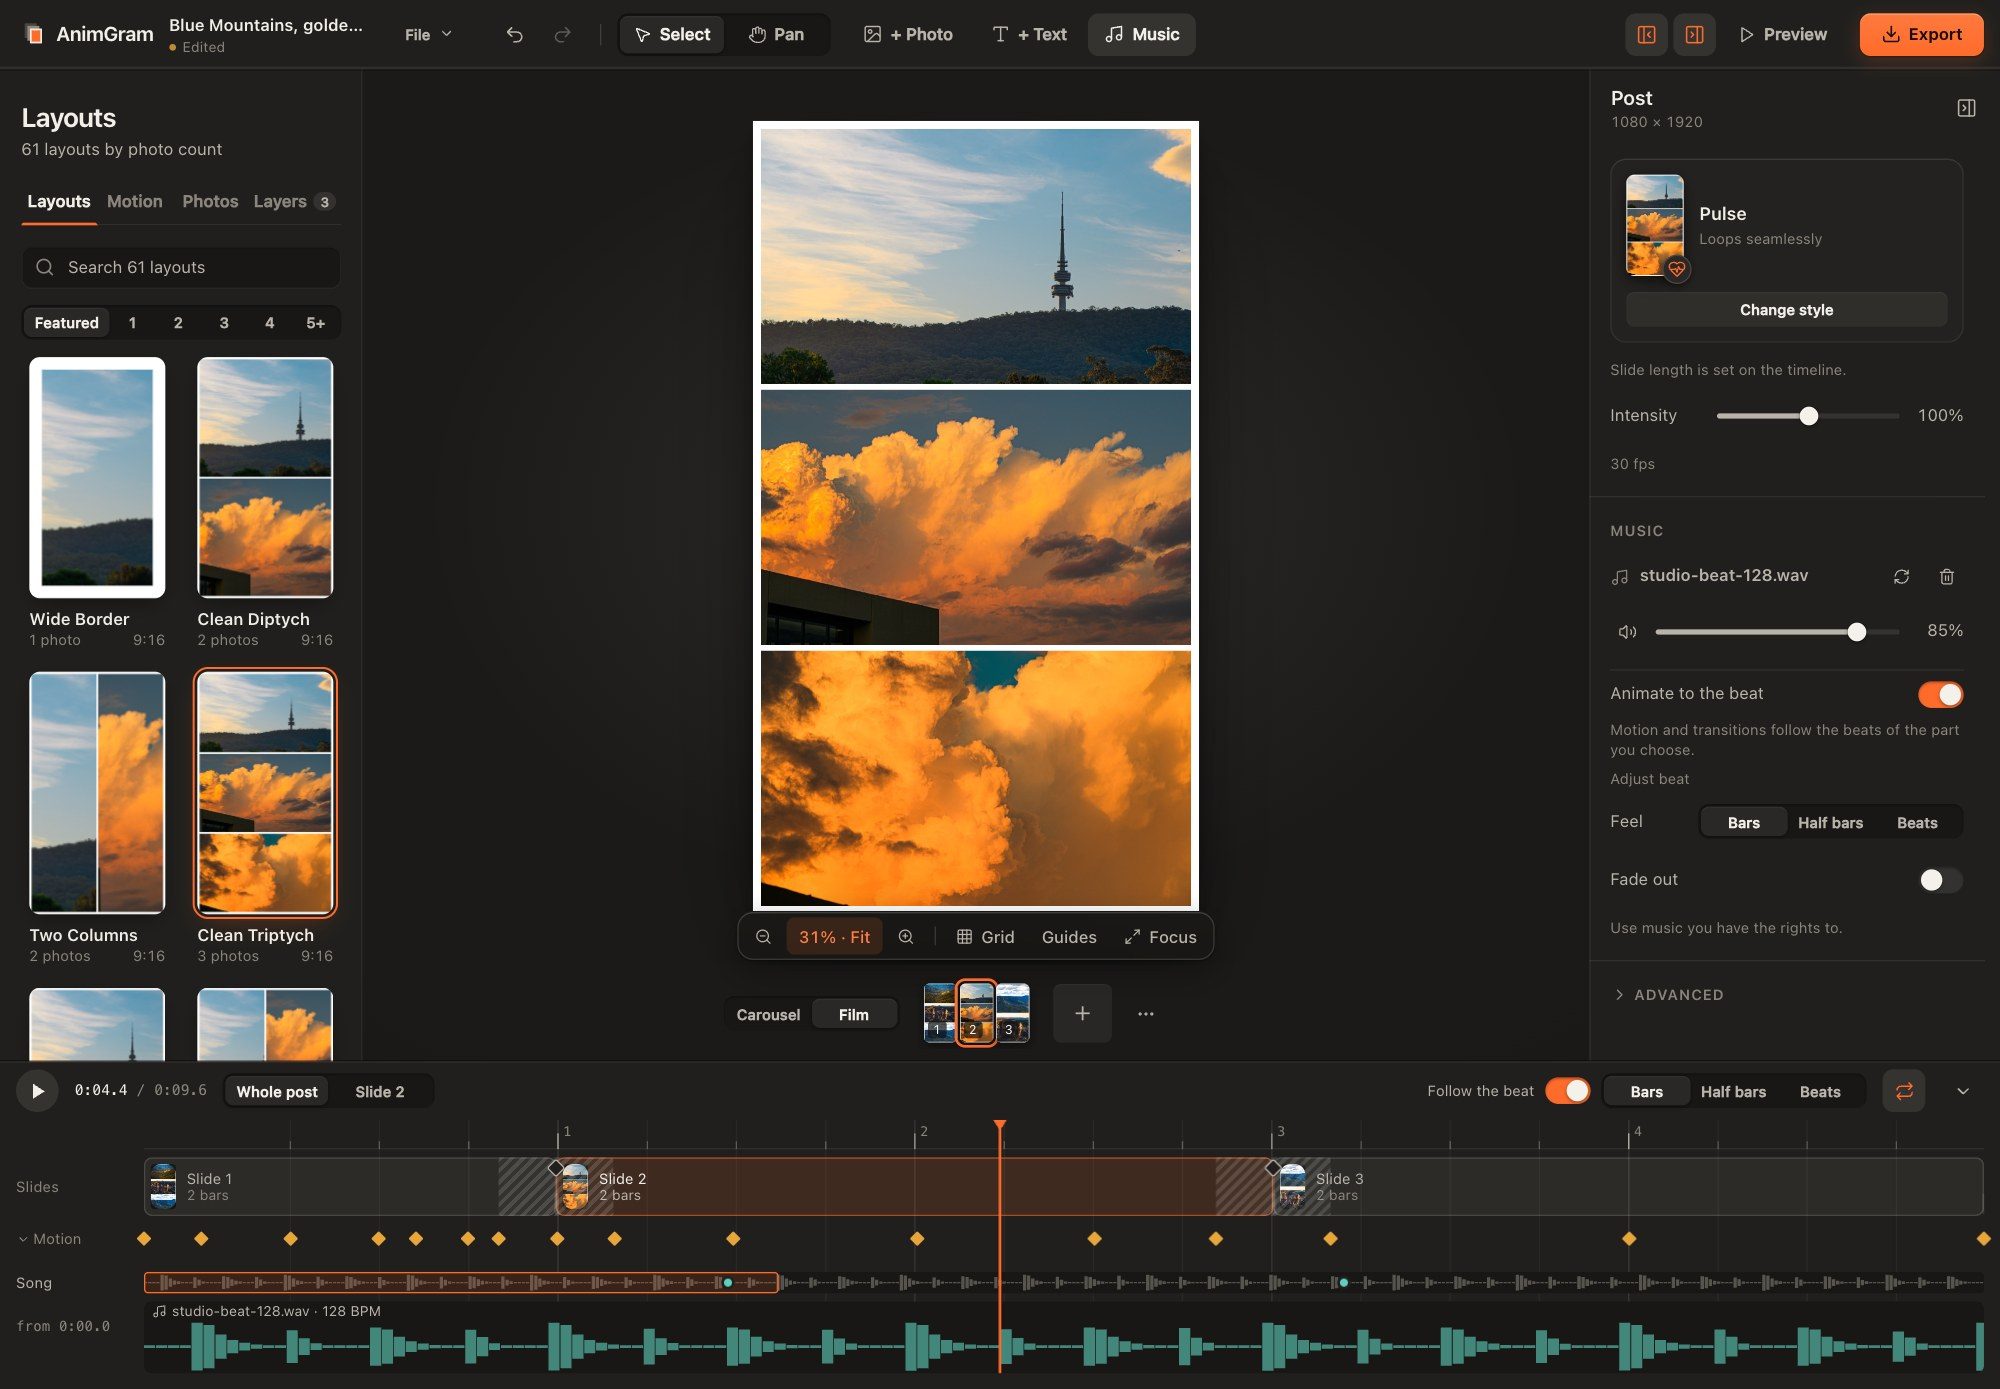 AnimGram
Blue Mountains, golde...
Edited
File
Select
Pan
+ Photo
+ Text
Music
Preview
Export
Layouts
61 layouts by photo count
Layouts Motion Photos Layers 3
Search 61 layouts
Featured 1 2 3 4 5+
Wide Border
1 photo 9:16
Clean Diptych
2 photos 9:16
Two Columns
2 photos 9:16
Clean Triptych
3 photos 9:16
31% · Fit
Grid
Guides
Focus
Carousel Film
1 2 3
Post
1080 × 1920
Pulse
Loops seamlessly
Change style
Slide length is set on the timeline.
Intensity 100%
30 fps
MUSIC
studio-beat-128.wav
85%
Animate to the beat
Motion and transitions follow the beats of the part
you choose.
Adjust beat
Feel Bars Half bars Beats
Fade out
Use music you have the rights to.
ADVANCED
0:04.4 / 0:09.6
Whole post Slide 2
Follow the beat
Bars Half bars Beats
1 2 3 4
Slides
Slide 1
2 bars
Slide 2
2 bars
Slide 3
2 bars
Motion
Song
studio-beat-128.wav · 128 BPM
from 0:00.0